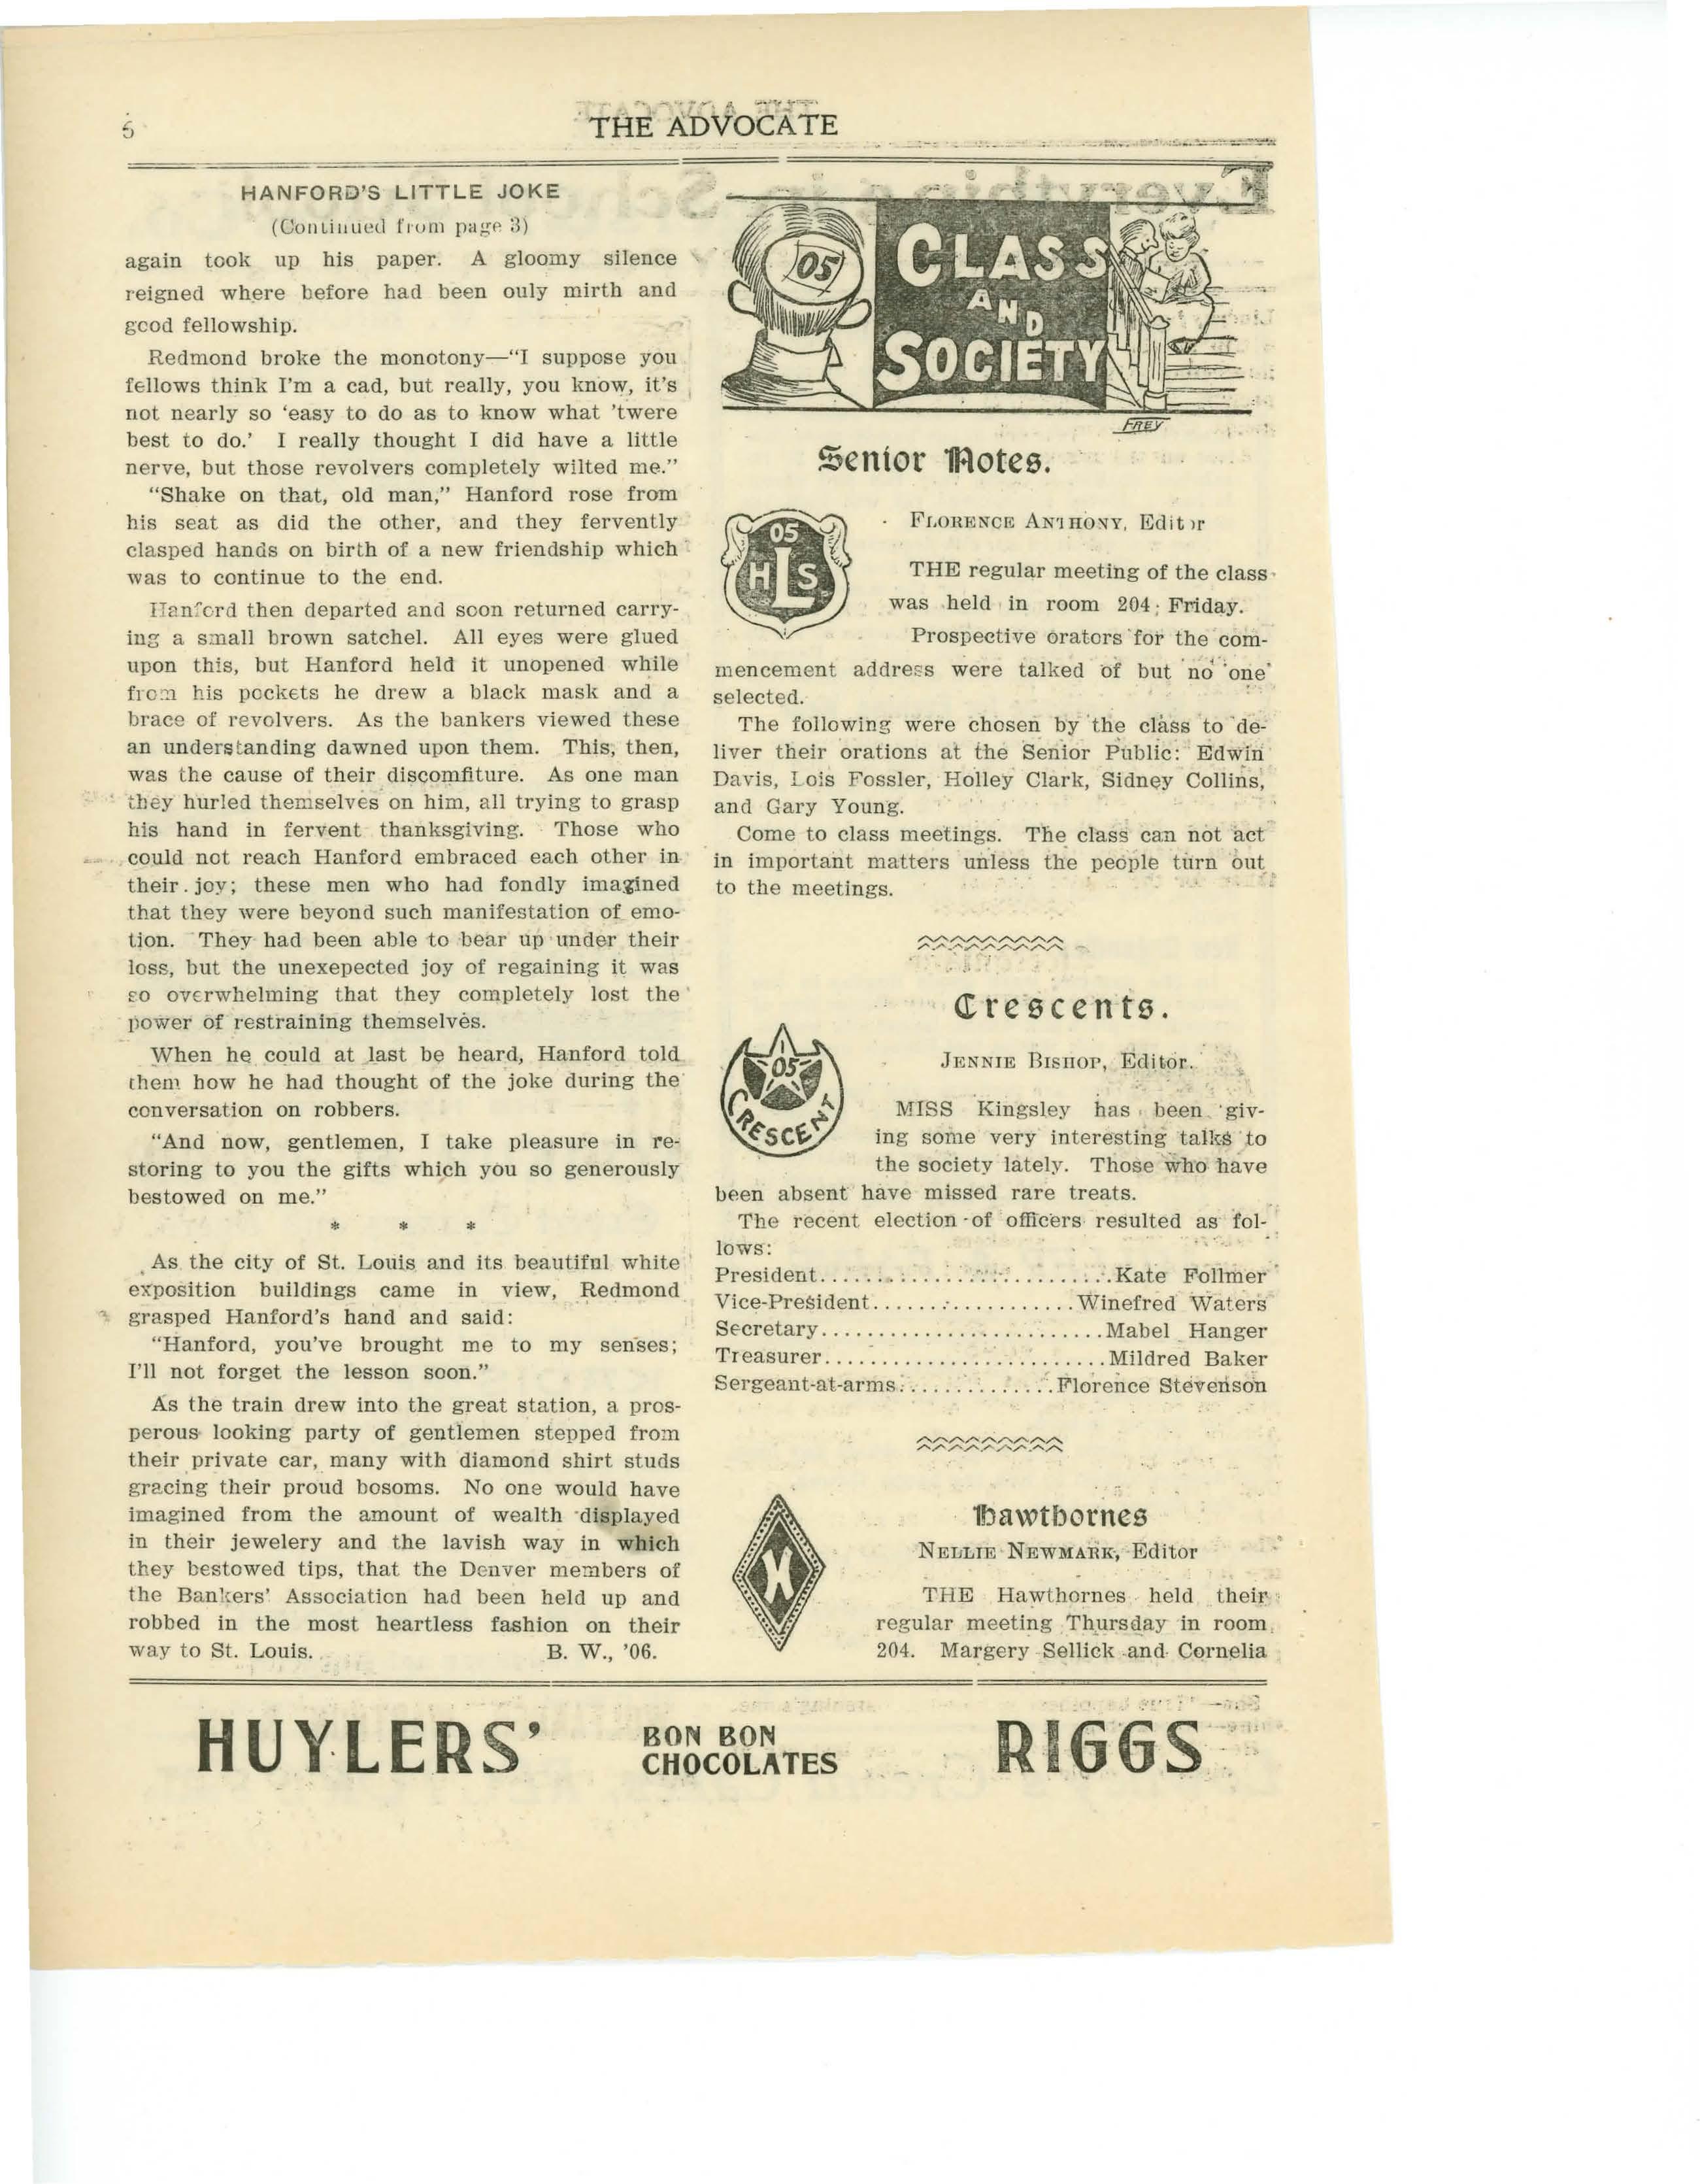 6
THE ADVOCATE
HANFORD'S LITTLE JOKE
(Continued from page 3)
again took up his paper. A gloomy silence
reigned where before had been ouly mirth and
good fellowship.
Redmond broke the monotony—"I suppose you
fellows think I'm a cad, but really, you know, it's
not nearly so 'easy to do as to know what 'twere
best to do.' I really thought I did have a little
nerve, but those revolvers completely wilted me."
"Shake on that, old man," Hanford rose from
his seat as did the other, and they fervently
clasped hands on birth of a new friendship which
was to continue to the end.
Hanford then departed and soon returned carry-
ing a small brown satchel. All eyes were glued
upon this, but Hanford held it unopened while
from his pockets he drew a black mask and a
brace of revolvers. As the bankers viewed these
an understanding dawned upon them. This, then,
was the cause of their discomfiture. As one man
they hurled themselves on him, all trying to grasp
his hand in fervent thanksgiving. Those who
could not reach Hanford embraced each other in
their joy; these men who had fondly imagined
that they were beyond such manifestation of emo-
tion. They had been able to bear up under their
loss, but the unexepected joy of regaining it was
so overwhelming that they completely lost the
power of restraining themselves.
When he could at last be heard, Hanford told
them how he had thought of the joke during the
conversation on robbers.
"And now, gentlemen, I take pleasure in re-
storing to you the gifts which you so generously
bestowed on me."
* * *
As the city of St. Louis and its beautiful white
exposition buildings came in view, Redmond
grasped Hanford's hand and said:
"Hanford, you've brought me to my senses;
I'll not forget the lesson soon."
As the train drew into the great station, a pros-
perous looking party of gentlemen stepped from
their private car, many with diamond shirt studs
gracing their proud bosoms. No one would have
imagined from the amount of wealth displayed
in their jewelery and the lavish way in which
they bestowed tips, that the Denver members of
the Bankers' Association had been held up and
robbed in the most heartless fashion on their
way to St. Louis. B. W., '06.
05
CLASS
AND
SOCIETY
FREY
Senior Notes.
05
HLS
FLORENCE ANTHONY, Editor
THE regular meeting of the class
was held in room 204, Friday.
Prospective orators for the com-
mencement address were talked of but no one
selected.
The following were chosen by the class to de-
liver their orations at the Senior Public: Edwin
Davis, Lois Fossler, Holley Clark, Sidney Collins,
and Gary Young.
Come to class meetings. The class can not act
in important matters unless the people turn out
to the meetings.
Crescents.
05
CRESCENT
JENNIE BISHOP, Editor.
MISS Kingsley has been giv-
ing some very interesting talks to
the society lately. Those who have
been absent have missed rare treats.
The recent election of officers resulted as fol-
lows:
President..............................Kate Follmer
Vice-President....................Winefred Waters
Secretary............................Mabel Hanger
Treasurer............................Mildred Baker
Sergeant-at-arms...............Florence Stevenson
Hawthornes
NELLIE NEWMARK, Editor
THE Hawthornes held their
regular meeting Thursday in room
204. Margery Sellick and Cornelia
HUYLERS' BON BON CHOCOLATES RIGGS